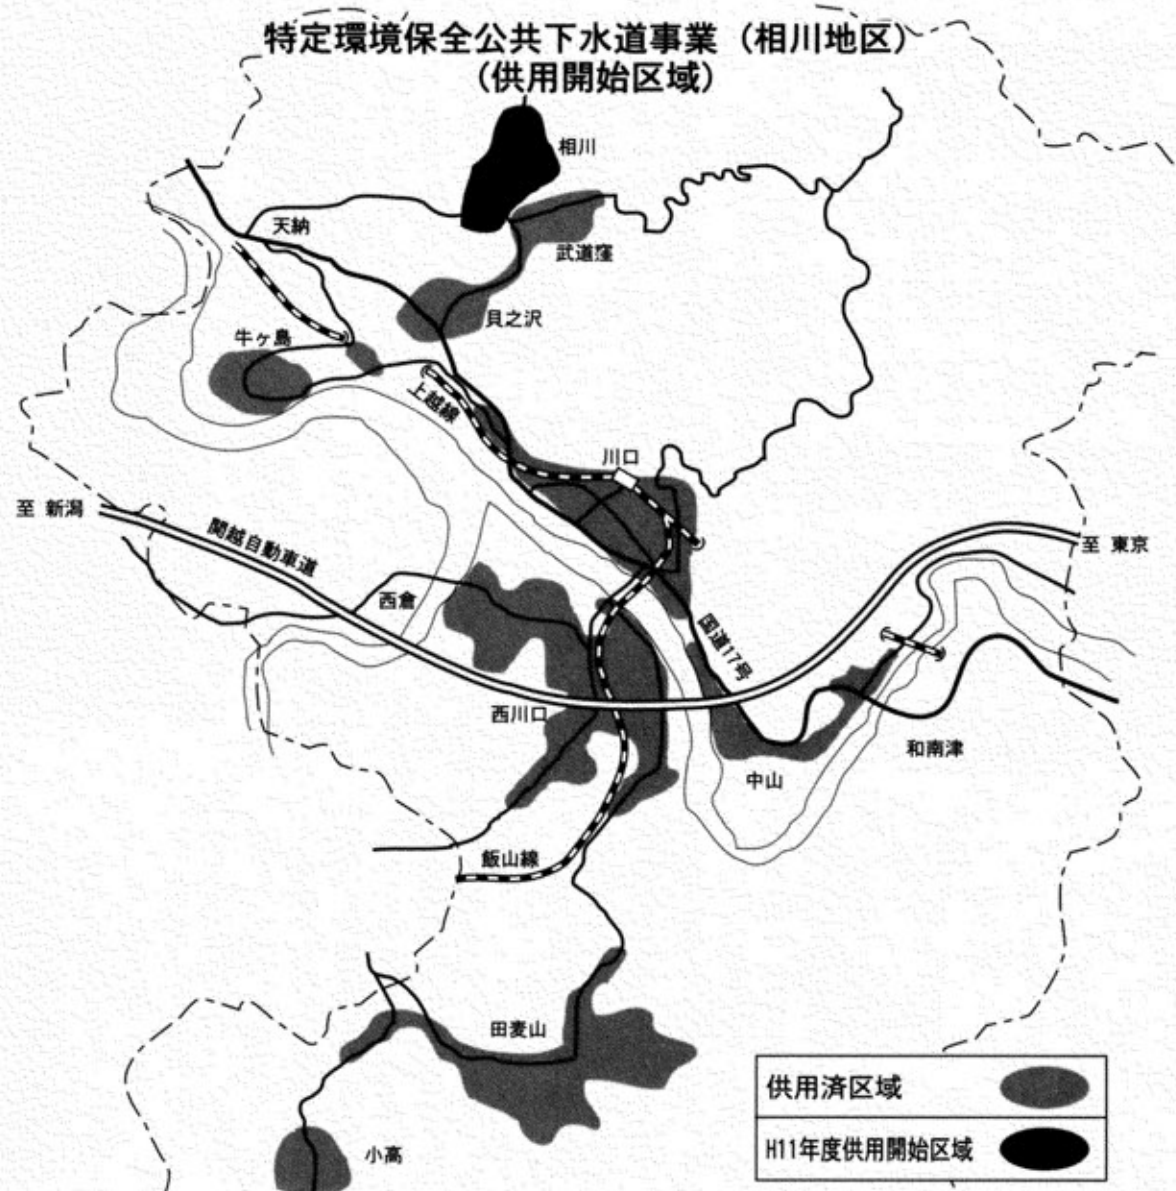 特定環境保全公共下水道事業（相川地区）
（供用開始区域）
相川
天納
武道窪
貝之沢
牛ヶ島
上越線
川口
至 新潟
関越自動車道
至 東京
西倉
国道17号
西川口
和南津
中山
飯山線
田麦山
小高
供用済区域
H11年度供用開始区域